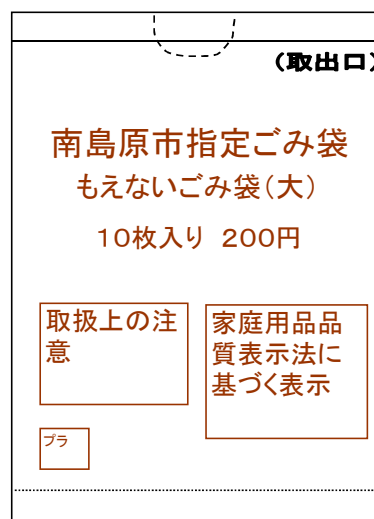 (取出口)
南島原市指定ごみ袋
もえないごみ袋(大)
10枚入り 200円
取扱上の注
意
家庭用品品
質表示法に
基づく表示
プラ